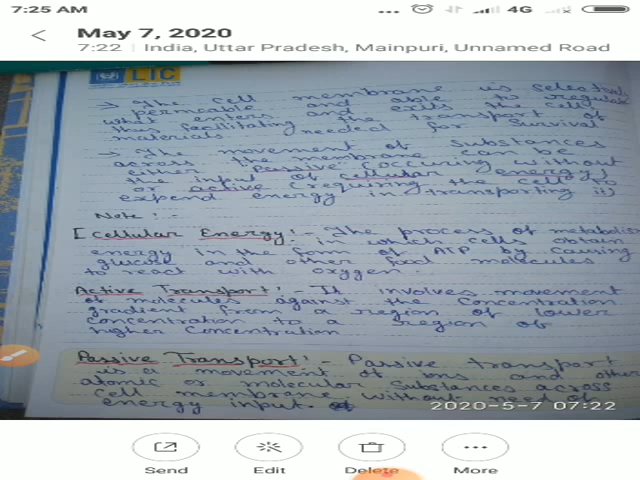 7:25 AM
... 4G
May 7, 2020
7:22 | India, Uttar Pradesh, Mainpuri, Unnamed Road
LIC
→ The cell membrane is selectively
permeable and able to regulate
what enters and exits the cell
thus facilitating the transport of
materials needed for survival
→ The movement of substances
across the membrane can be
either Passive (occuring without
the input of cellular energy)
or active (requiring the cell to
expend energy in transporting it)
Note :-
[Cellular Energy :- The process of metabolic
in which cells obtain
energy in the form of ATP by causing
glucose and other food molecules
to react with oxygen.
Active Transport :- It involves movement
of molecules against the concentration
gradient from a region of lower
concentration to a region of
higher concentration
Passive Transport :- Passive transport
is a movement of ions and other
atomic or molecular substances across
cell membrane without need of
energy input.
2020-5-7 07:22
Send Edit Delete More